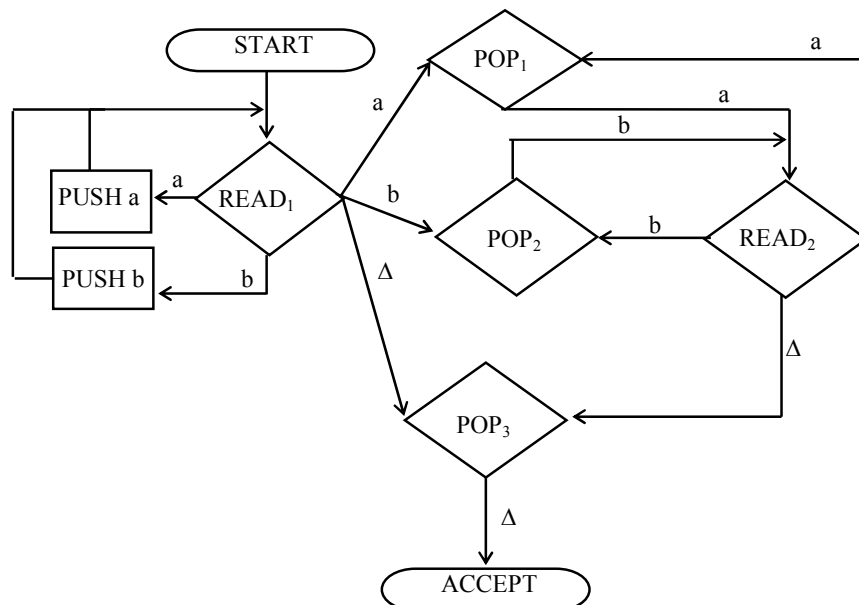 START
POP₁
a
a
a
b
PUSH a
a
READ₁
b
POP₂
b
READ₂
PUSH b
b
Δ
Δ
POP₃
Δ
ACCEPT